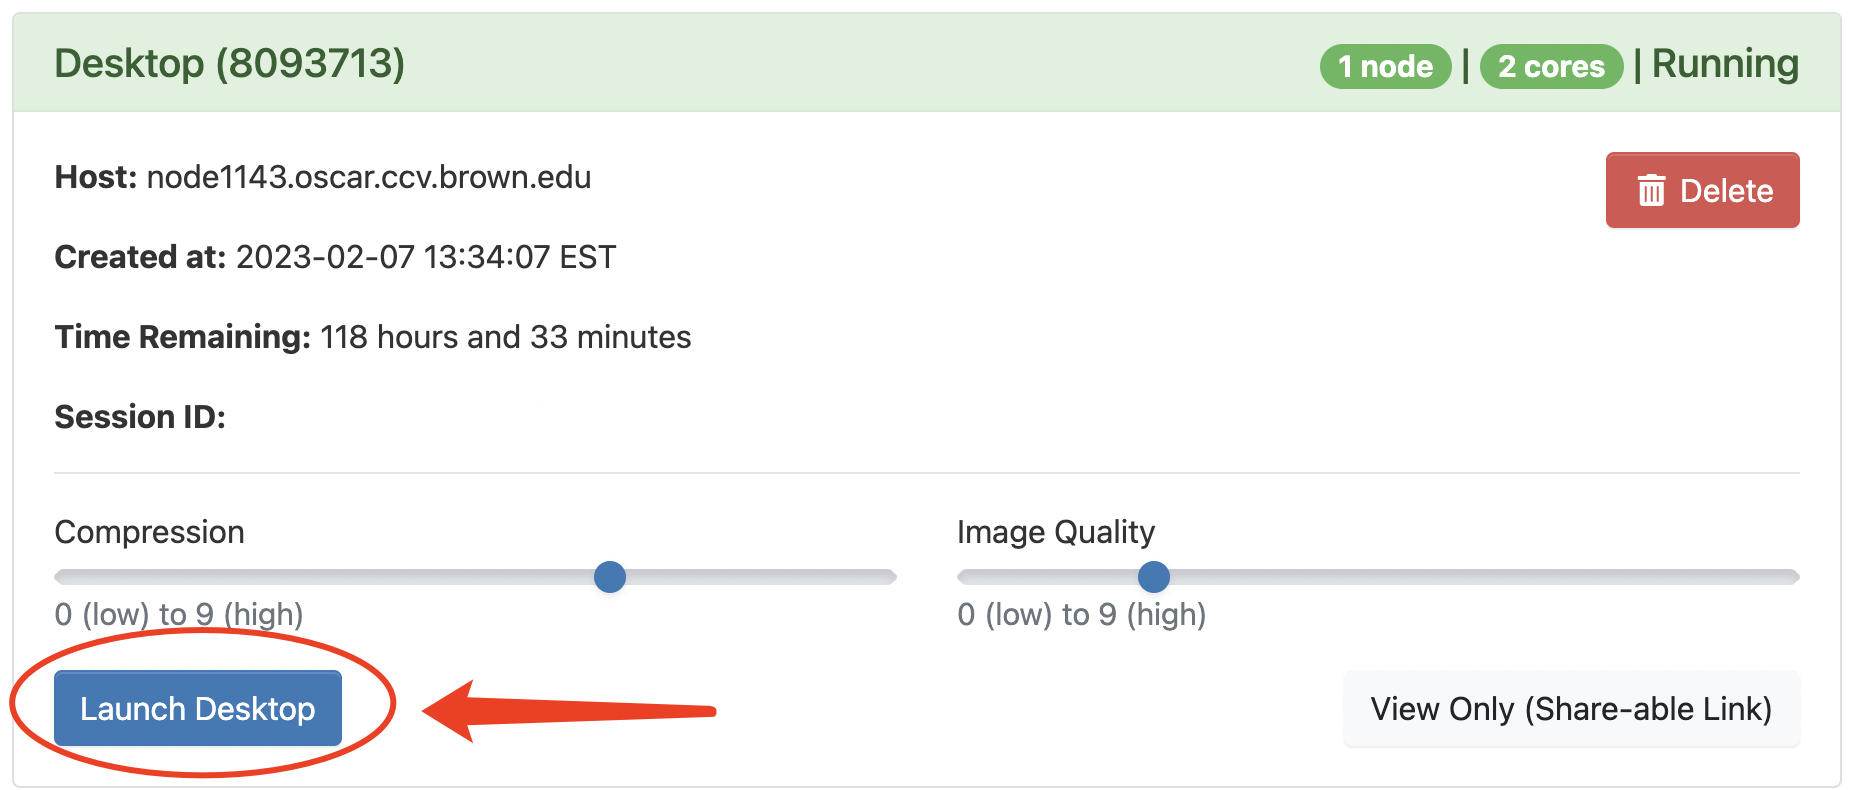 Desktop (8093713)
1 node | 2 cores | Running
Host: node1143.oscar.ccv.brown.edu
Delete
Created at: 2023-02-07 13:34:07 EST
Time Remaining: 118 hours and 33 minutes
Session ID:
Compression
0 (low) to 9 (high)
Image Quality
0 (low) to 9 (high)
Launch Desktop
View Only (Share-able Link)